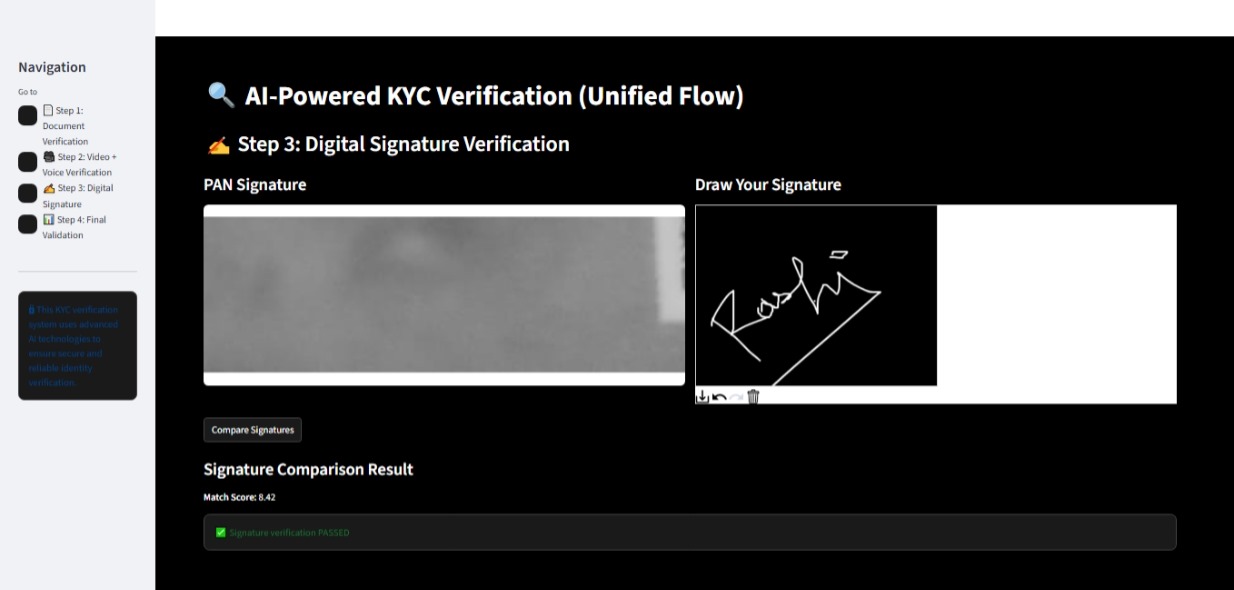 Navigation
Go to
📄 Step 1:
Document
Verification
🎥 Step 2: Video +
Voice Verification
✍️ Step 3: Digital
Signature
📊 Step 4: Final
Validation
🔒 This KYC verification
system uses advanced
AI technologies to
ensure secure and
reliable identity
verification.
🔍 AI-Powered KYC Verification (Unified Flow)
✍️ Step 3: Digital Signature Verification
PAN Signature
Draw Your Signature
Rashi
Compare Signatures
Signature Comparison Result
Match Score: 8.42
✅ Signature verification PASSED